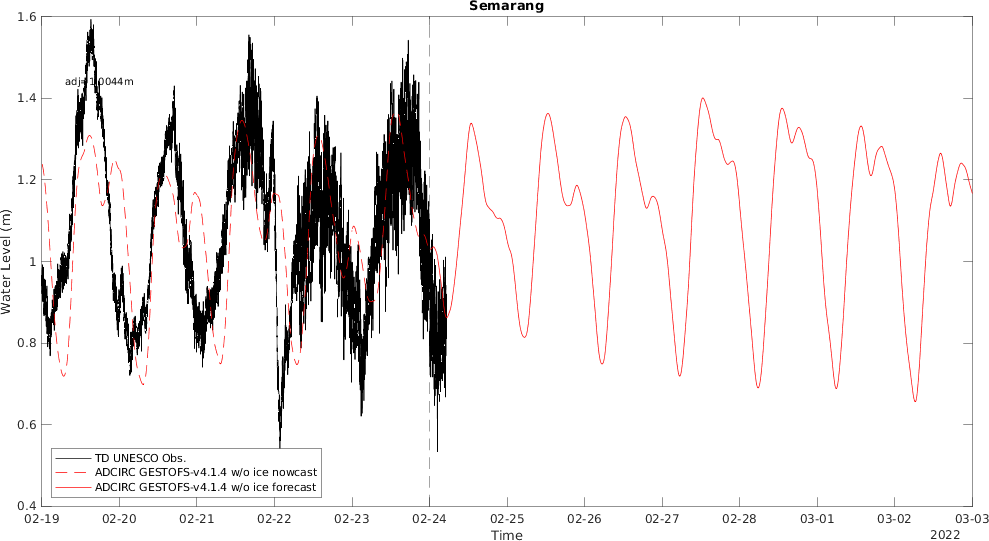 Semarang
1.6
1.4
1.2
1
0.8
0.6
0.4
Water Level (m)
adj=1.0044m
TD UNESCO Obs.
ADCIRC GESTOFS-v4.1.4 w/o ice nowcast
ADCIRC GESTOFS-v4.1.4 w/o ice forecast
02-19 02-20 02-21 02-22 02-23 02-24 02-25 02-26 02-27 02-28 03-01 03-02 03-03
Time
2022